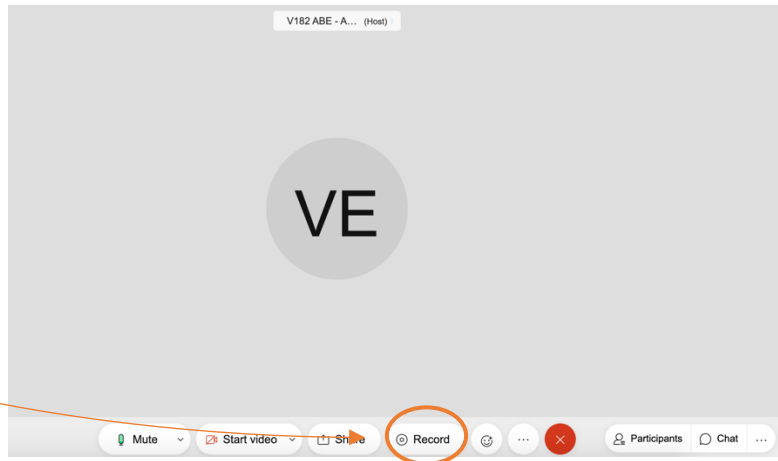 V182 ABE - A... (Host)
VE
Mute Start video Share Record ... Participants Chat ...